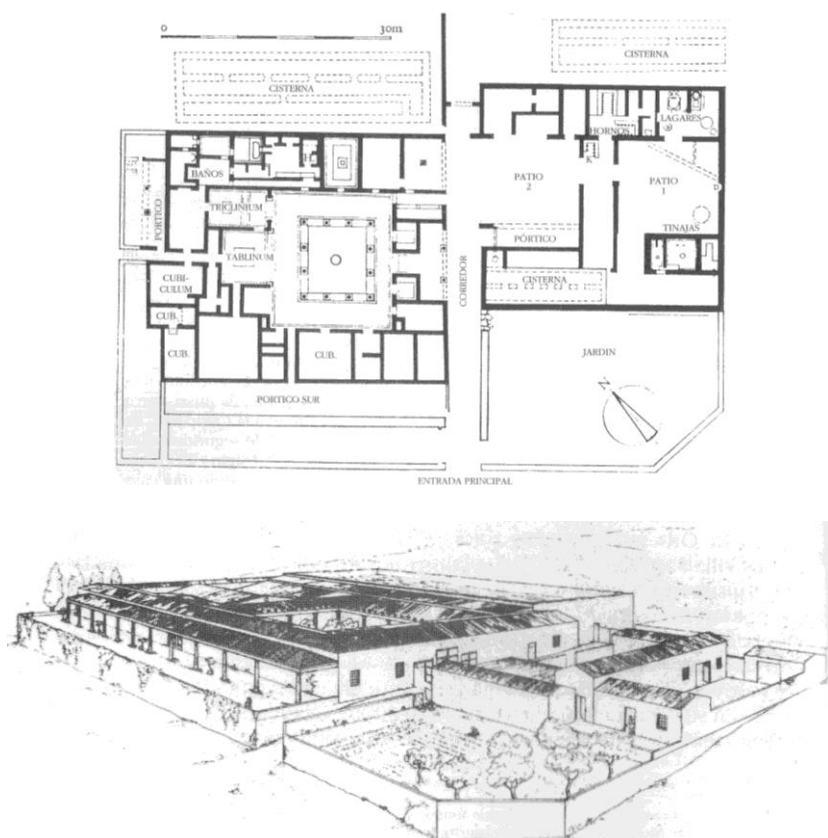 0 30m
CISTERNA
CISTERNA
HORNOS
LAGARES
BAÑOS
K
TRICLINIUM
PATIO
2
PATIO
1
PORTICO
TINAJAS
TABLINUM
PÓRTICO
CUBI-
CULUM
CISTERNA
CORREDOR
CUB.
CUB.
CUB.
JARDIN
N
PORTICO SUR
ENTRADA PRINCIPAL